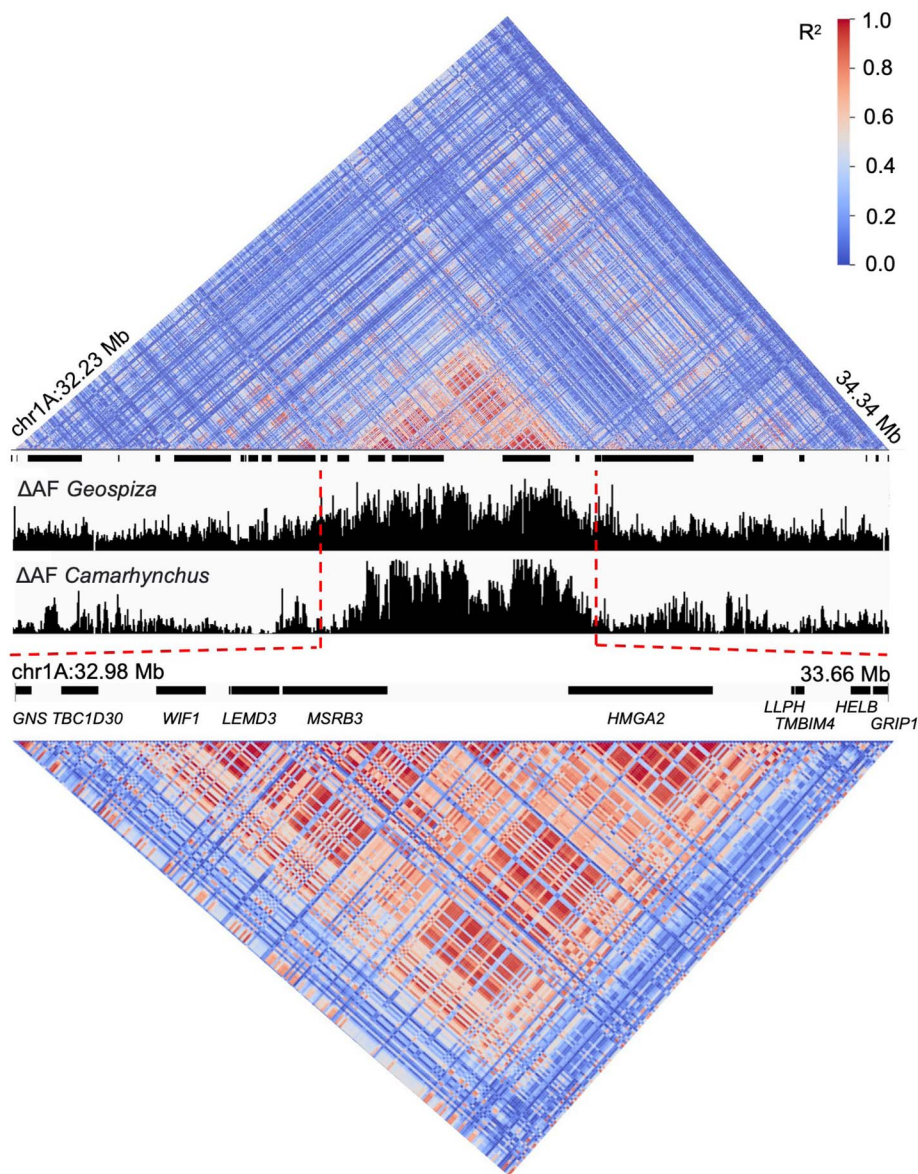 R²
1.0
0.8
0.6
0.4
0.2
0.0
chr1A:32.23 Mb
34.34 Mb
ΔAF Geospiza
ΔAF Camarhynchus
chr1A:32.98 Mb 33.66 Mb
GNS TBC1D30 WIF1 LEMD3 MSRB3 HMGA2 LLPH TMBIM4 HELB GRIP1